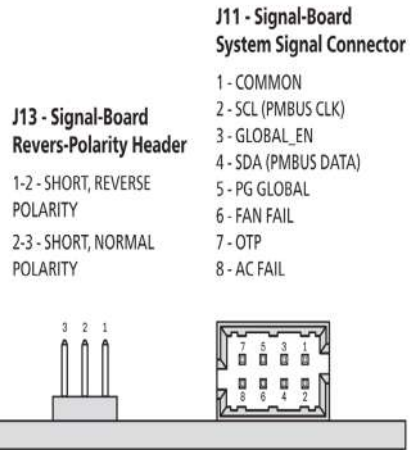 J11 - Signal-Board
System Signal Connector
1 - COMMON
2 - SCL (PMBUS CLK)
3 - GLOBAL_EN
4 - SDA (PMBUS DATA)
5 - PG GLOBAL
6 - FAN FAIL
7 - OTP
8 - AC FAIL
J13 - Signal-Board
Revers-Polarity Header
1-2 - SHORT, REVERSE
POLARITY
2-3 - SHORT, NORMAL
POLARITY
3 2 1
7 5 3 1
8 6 4 2